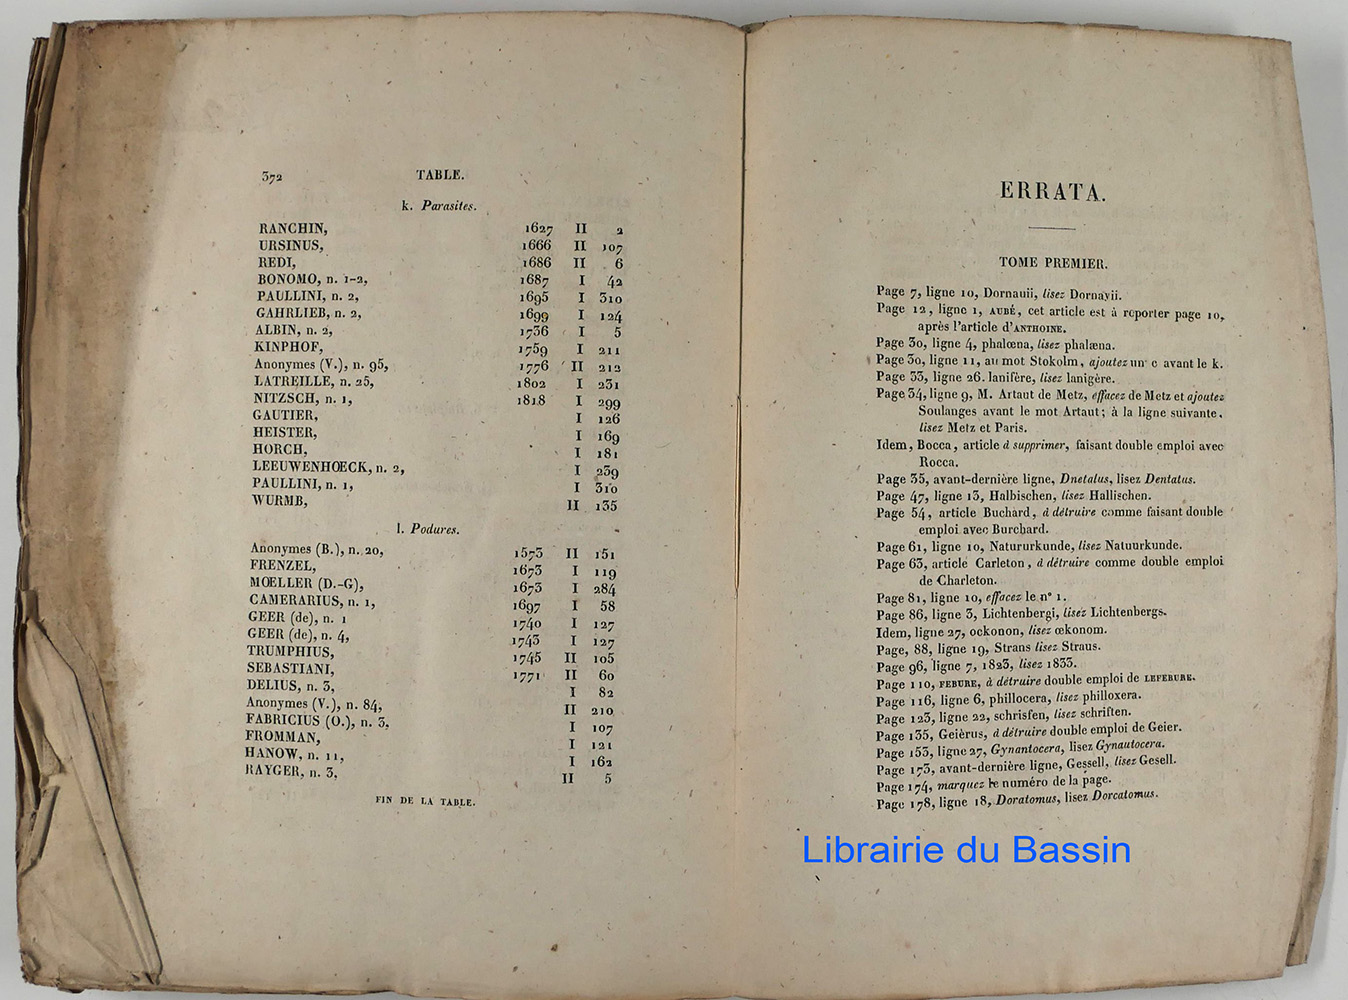 372 TABLE.
k. Parasites.
RANCHIN, 1627 II 2
URSINUS, 1666 II 107
REDI, 1686 II 6
BONOMO, n. 1-2, 1687 I 42
PAULLINI, n. 2, 1695 I 310
GAHRLIEB, n. 2, 1699 I 124
ALBIN, n. 2, 1736 I 5
KINPHOF, 1759 I 211
Anonymes (V.), n. 95, 1776 II 212
LATREILLE, n. 25, 1802 I 231
NITZSCH, n. 1, 1818 I 299
GAUTIER, I 126
HEISTER, I 169
HORCH, I 181
LEEUWENHOECK, n. 2, I 239
PAULLINI, n. 1, I 310
WURMB, II 135
l. Podures.
Anonymes (B.), n. 20, 1573 II 151
FRENZEL, 1673 I 119
MOELLER (D.-G), 1673 I 284
CAMERARIUS, n. 1, 1697 I 58
GEER (de), n. 1 1740 I 127
GEER (de), n. 4, 1743 I 127
TRUMPHIUS, 1745 II 105
SEBASTIANI, 1771 II 60
DELIUS, n. 3, I 82
Anonymes (V.), n. 84, II 210
FABRICIUS (O.), n. 3, I 107
FROMMAN, I 121
HANOW, n. 11, I 162
RAYGER, n. 3, II 5
FIN DE LA TABLE.
ERRATA.
TOME PREMIER.
Page 7, ligne 10, Dornauii, lisez Dornavii.
Page 12, ligne 1, AUBÉ, cet article est à reporter page 10,
après l'article d'ANTHOINE.
Page 30, ligne 4, phalœna, lisez phalæna.
Page 30, ligne 11, au mot Stokolm, ajoutez un c avant le k.
Page 33, ligne 26. lanifère, lisez lanigère.
Page 34, ligne 9, M. Artaut de Metz, effacez de Metz et ajoutez
Soulanges avant le mot Artaut; à la ligne suivante,
lisez Metz et Paris.
Idem, Bocca, article à supprimer, faisant double emploi avec
Rocca.
Page 35, avant-dernière ligne, Dnetalus, lisez Dentatus.
Page 47, ligne 13, Halbischen, lisez Hallischen.
Page 54, article Buchard, à détruire comme faisant double
emploi avec Burchard.
Page 61, ligne 10, Natururkunde, lisez Natuurkunde.
Page 63, article Carleton, à détruire comme double emploi
de Charleton.
Page 81, ligne 10, effacez le n° 1.
Page 86, ligne 3, Lichtenbergi, lisez Lichtenbergs.
Idem, ligne 27, ockonon, lisez œkonom.
Page, 88, ligne 19, Strans lisez Straus.
Page 96, ligne 7, 1823, lisez 1833.
Page 110, FEBURE, à détruire double emploi de LEFEBURE.
Page 116, ligne 6, phillocera, lisez philloxera.
Page 123, ligne 22, schrisfen, lisez schriften.
Page 135, Geiërus, à détruire double emploi de Geier.
Page 153, ligne 27, Gynantocera, lisez Gynautocera.
Page 173, avant-dernière ligne, Gessell, lisez Gesell.
Page 174, marquez le numéro de la page.
Page 178, ligne 18, Doratomus, lisez Dorcatomus.
Librairie du Bassin